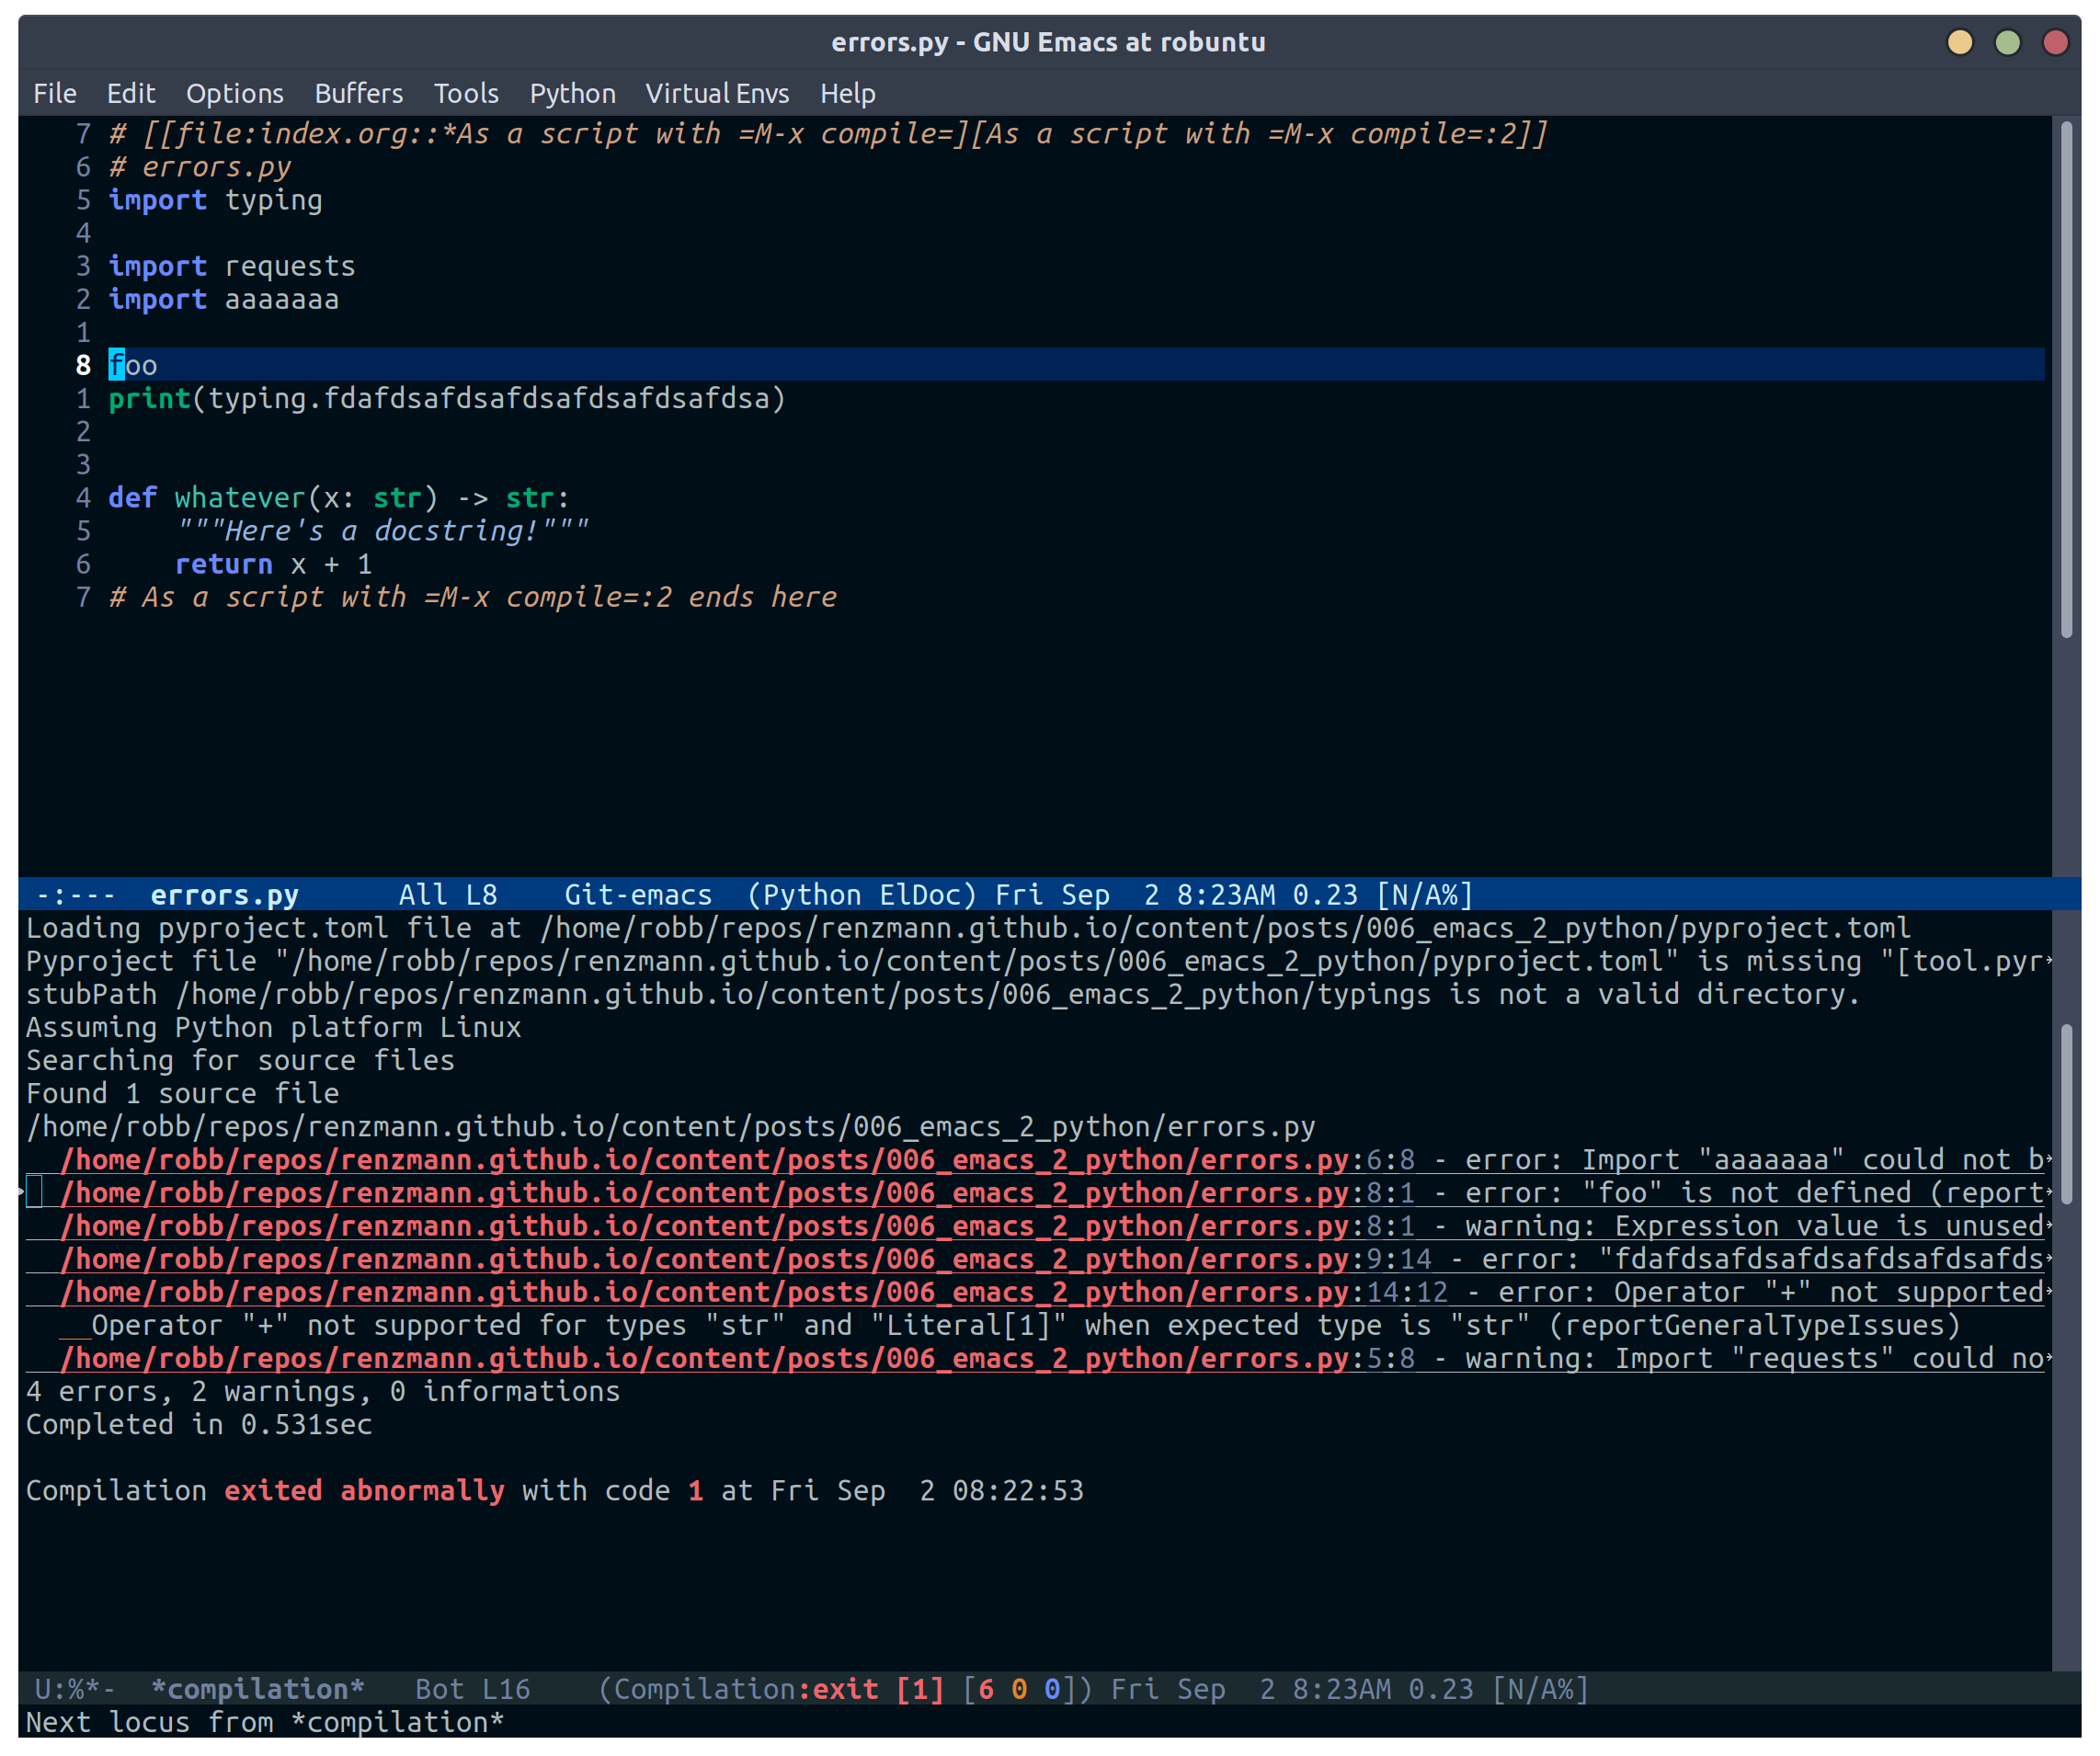 errors.py - GNU Emacs at robuntu
File Edit Options Buffers Tools Python Virtual Envs Help
7 # [[file:index.org::*As a script with =M-x compile=][As a script with =M-x compile=:2]]
6 # errors.py
5 import typing
4
3 import requests
2 import aaaaaaa
1
8 foo
1 print(typing.fdafdsafdsafdsafdsafdsafdsa)
2
3
4 def whatever(x: str) -> str:
5     """Here's a docstring!"""
6     return x + 1
7 # As a script with =M-x compile=:2 ends here
-:---  errors.py      All L8    Git-emacs  (Python ElDoc) Fri Sep  2 8:23AM 0.23 [N/A%]
Loading pyproject.toml file at /home/robb/repos/renzmann.github.io/content/posts/006_emacs_2_python/pyproject.toml
Pyproject file "/home/robb/repos/renzmann.github.io/content/posts/006_emacs_2_python/pyproject.toml" is missing "[tool.pyr
stubPath /home/robb/repos/renzmann.github.io/content/posts/006_emacs_2_python/typings is not a valid directory.
Assuming Python platform Linux
Searching for source files
Found 1 source file
/home/robb/repos/renzmann.github.io/content/posts/006_emacs_2_python/errors.py
  /home/robb/repos/renzmann.github.io/content/posts/006_emacs_2_python/errors.py:6:8 - error: Import "aaaaaaa" could not b
  /home/robb/repos/renzmann.github.io/content/posts/006_emacs_2_python/errors.py:8:1 - error: "foo" is not defined (report
  /home/robb/repos/renzmann.github.io/content/posts/006_emacs_2_python/errors.py:8:1 - warning: Expression value is unused
  /home/robb/repos/renzmann.github.io/content/posts/006_emacs_2_python/errors.py:9:14 - error: "fdafdsafdsafdsafdsafdsafds
  /home/robb/repos/renzmann.github.io/content/posts/006_emacs_2_python/errors.py:14:12 - error: Operator "+" not supported
    Operator "+" not supported for types "str" and "Literal[1]" when expected type is "str" (reportGeneralTypeIssues)
  /home/robb/repos/renzmann.github.io/content/posts/006_emacs_2_python/errors.py:5:8 - warning: Import "requests" could no
4 errors, 2 warnings, 0 informations
Completed in 0.531sec
Compilation exited abnormally with code 1 at Fri Sep  2 08:22:53
U:%*-  *compilation*   Bot L16    (Compilation:exit [1] [6 0 0]) Fri Sep  2 8:23AM 0.23 [N/A%]
Next locus from *compilation*